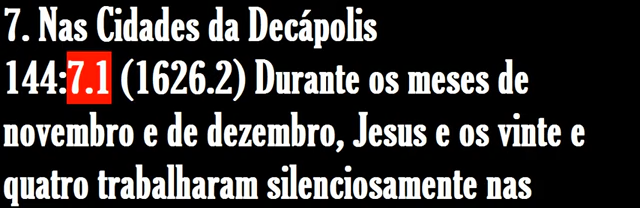 7. Nas Cidades da Decápolis
144:7.1 (1626.2) Durante os meses de
novembro e de dezembro, Jesus e os vinte e
quatro trabalharam silenciosamente nas